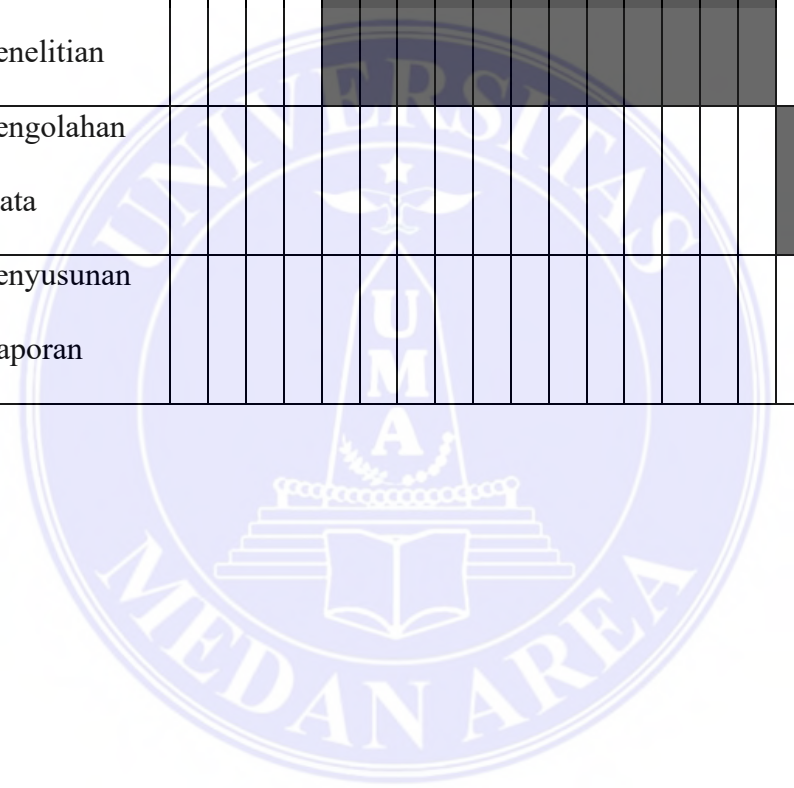 enelitian
engolahan
ata
enyusunan
aporan
UNIVERSITAS
U
M
A
MEDAN AREA